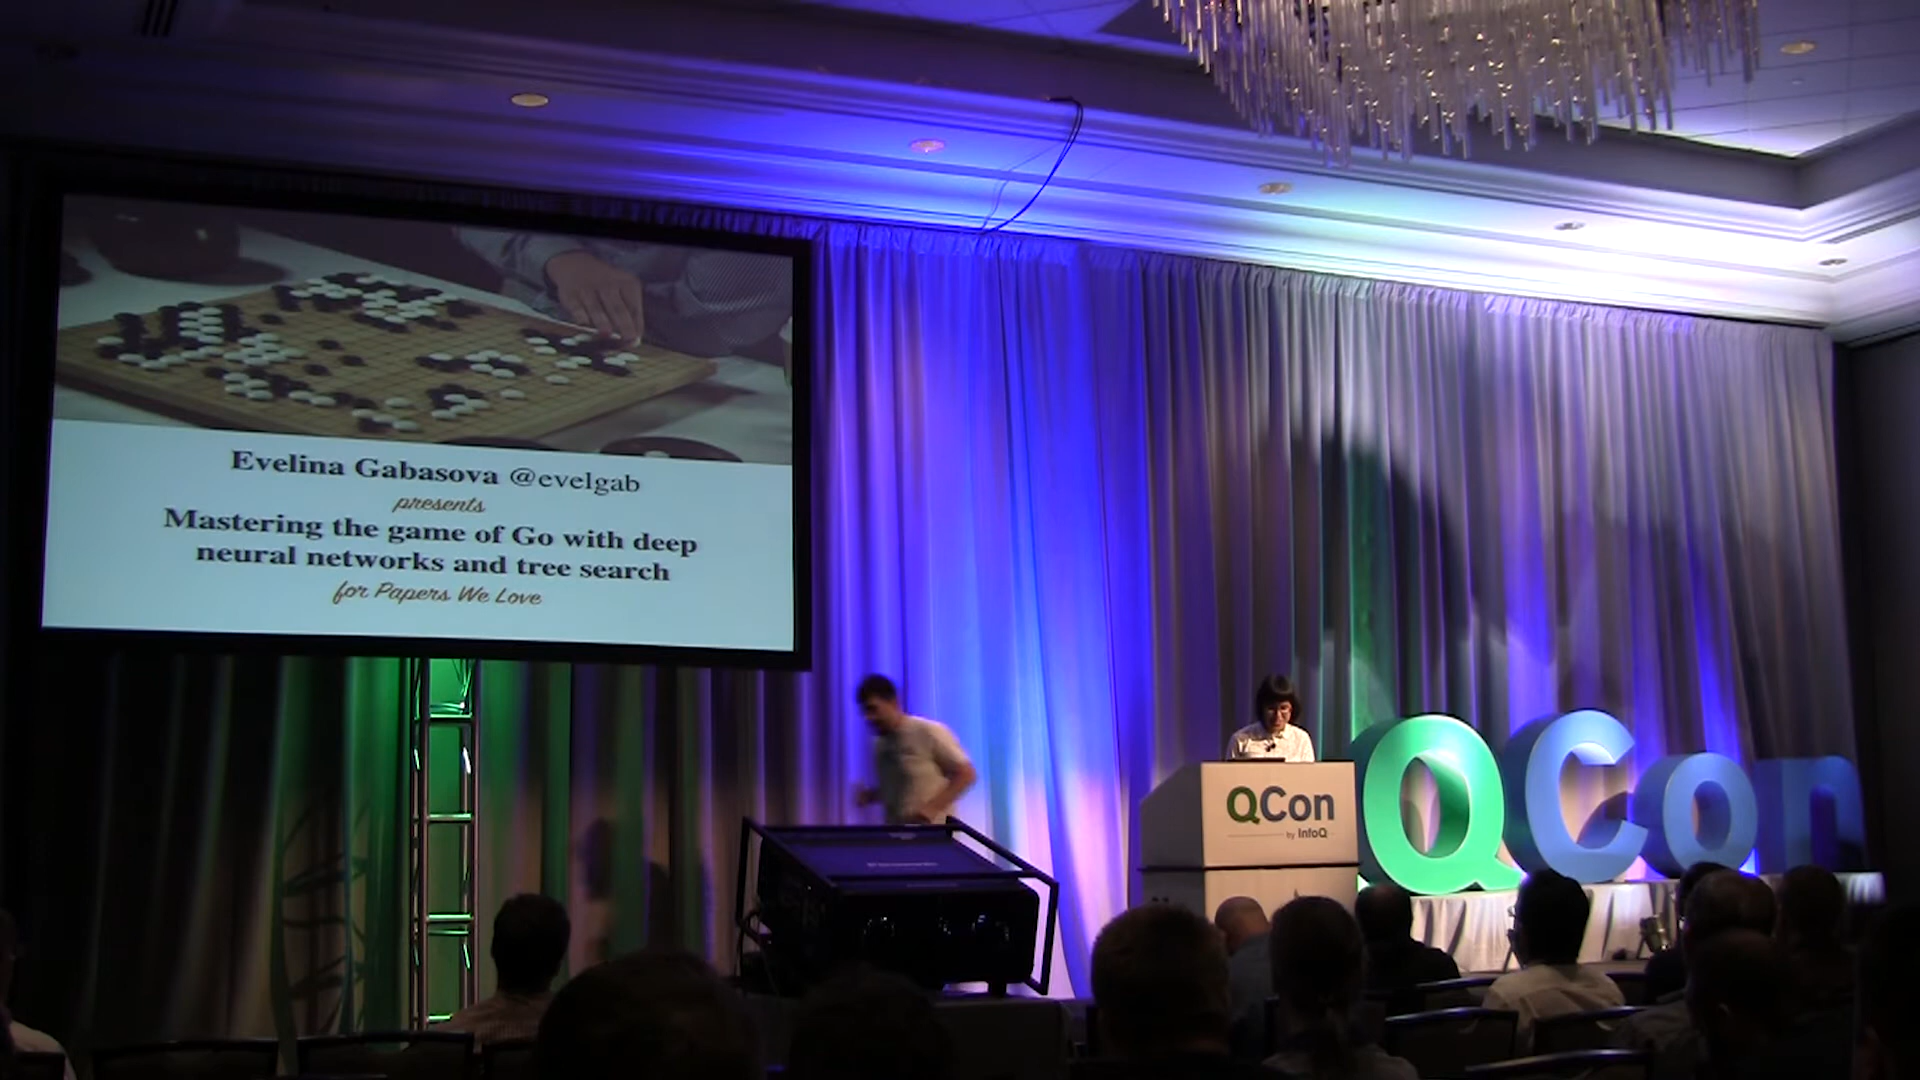 Evelina Gabasova @evelgab
presents
Mastering the game of Go with deep
neural networks and tree search
for Papers We Love
QCon
by InfoQ
QCon